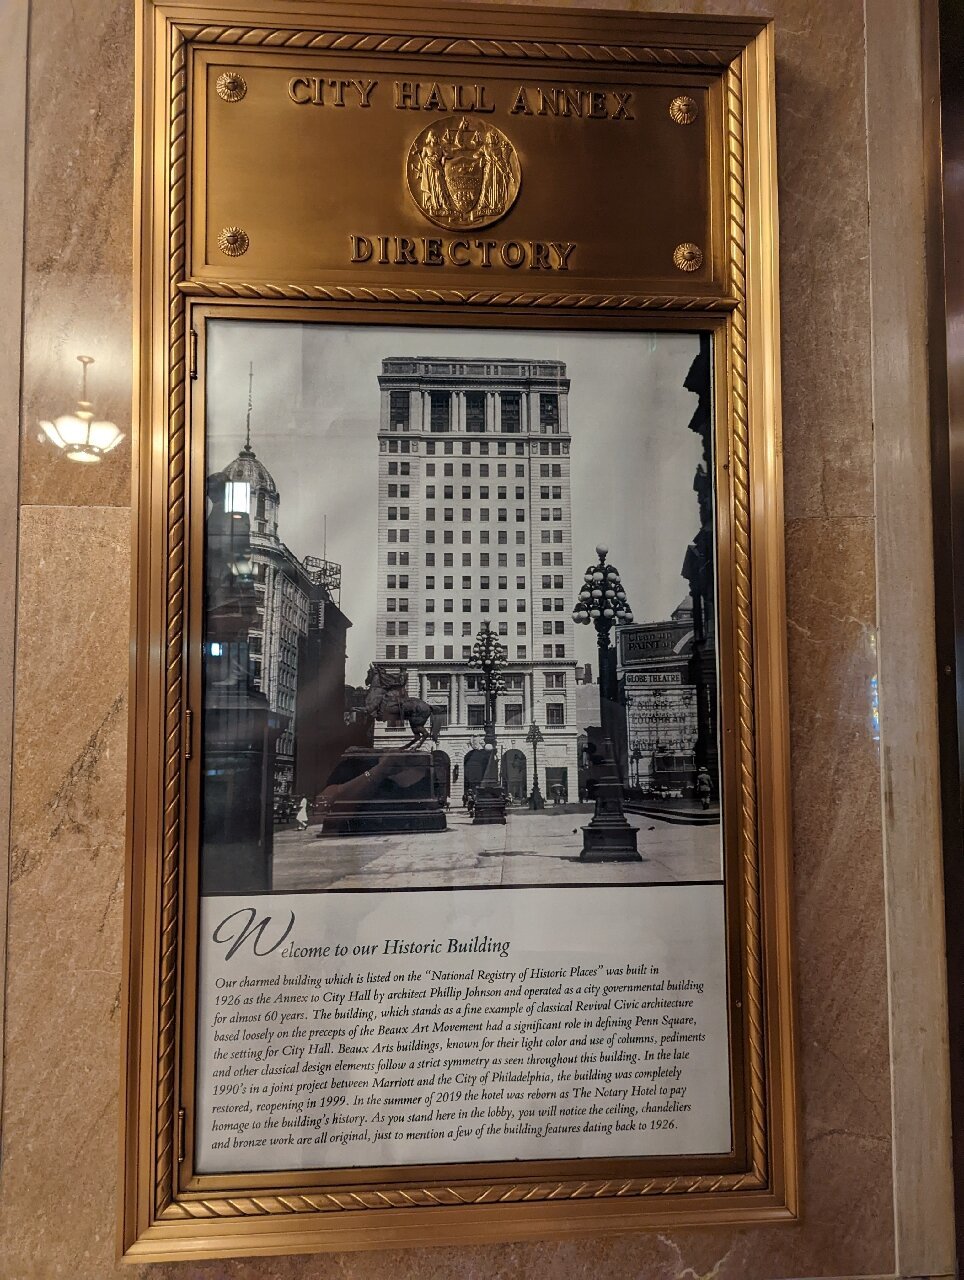 CITY HALL ANNEX
DIRECTORY
GLOBE THEATRE
Welcome to our Historic Building
Our charmed building which is listed on the "National Registry of Historic Places" was built in
1926 as the Annex to City Hall by architect Phillip Johnson and operated as a city governmental building
for almost 60 years. The building, which stands as a fine example of classical Revival Civic architecture
based loosely on the precepts of the Beaux Art Movement had a significant role in defining Penn Square,
the setting for City Hall. Beaux Arts buildings, known for their light color and use of columns, pediments
and other classical design elements follow a strict symmetry as seen throughout this building. In the late
1990's in a joint project between Marriott and the City of Philadelphia, the building was completely
restored, reopening in 1999. In the summer of 2019 the hotel was reborn as The Notary Hotel to pay
homage to the building's history. As you stand here in the lobby, you will notice the ceiling, chandeliers
and bronze work are all original, just to mention a few of the building features dating back to 1926.